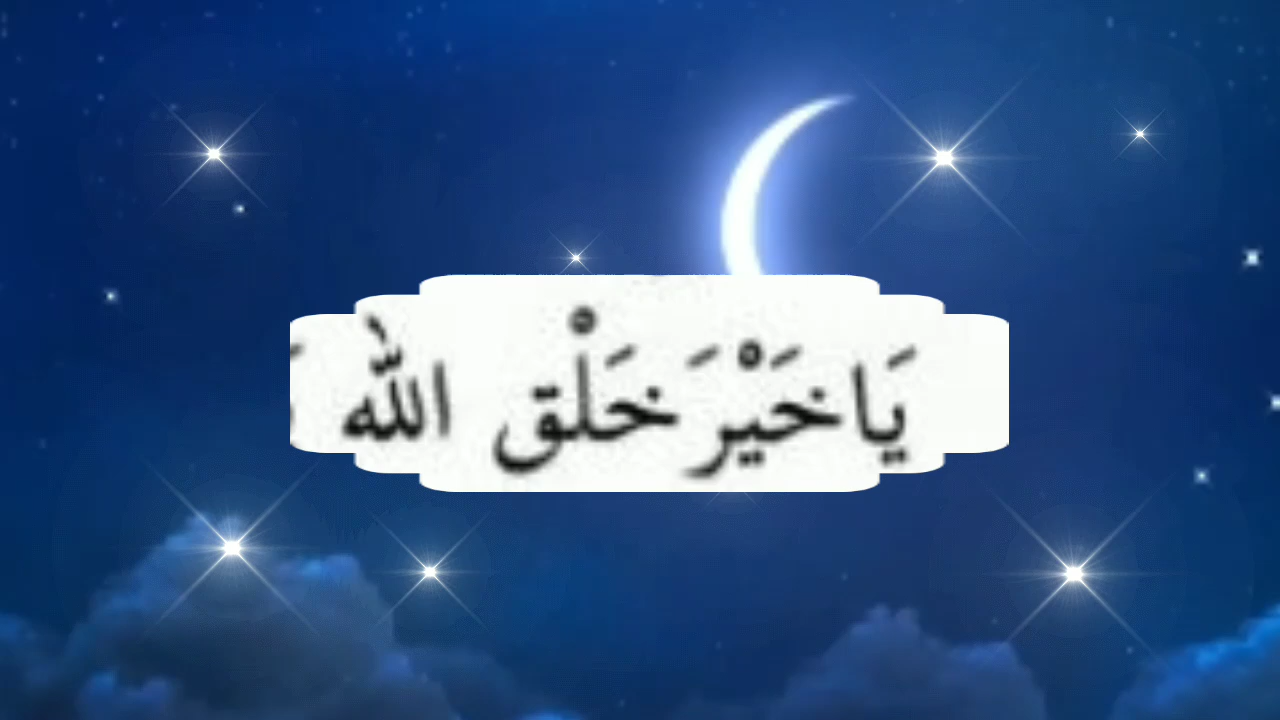 يَاخَيْرَ خَلْق الله